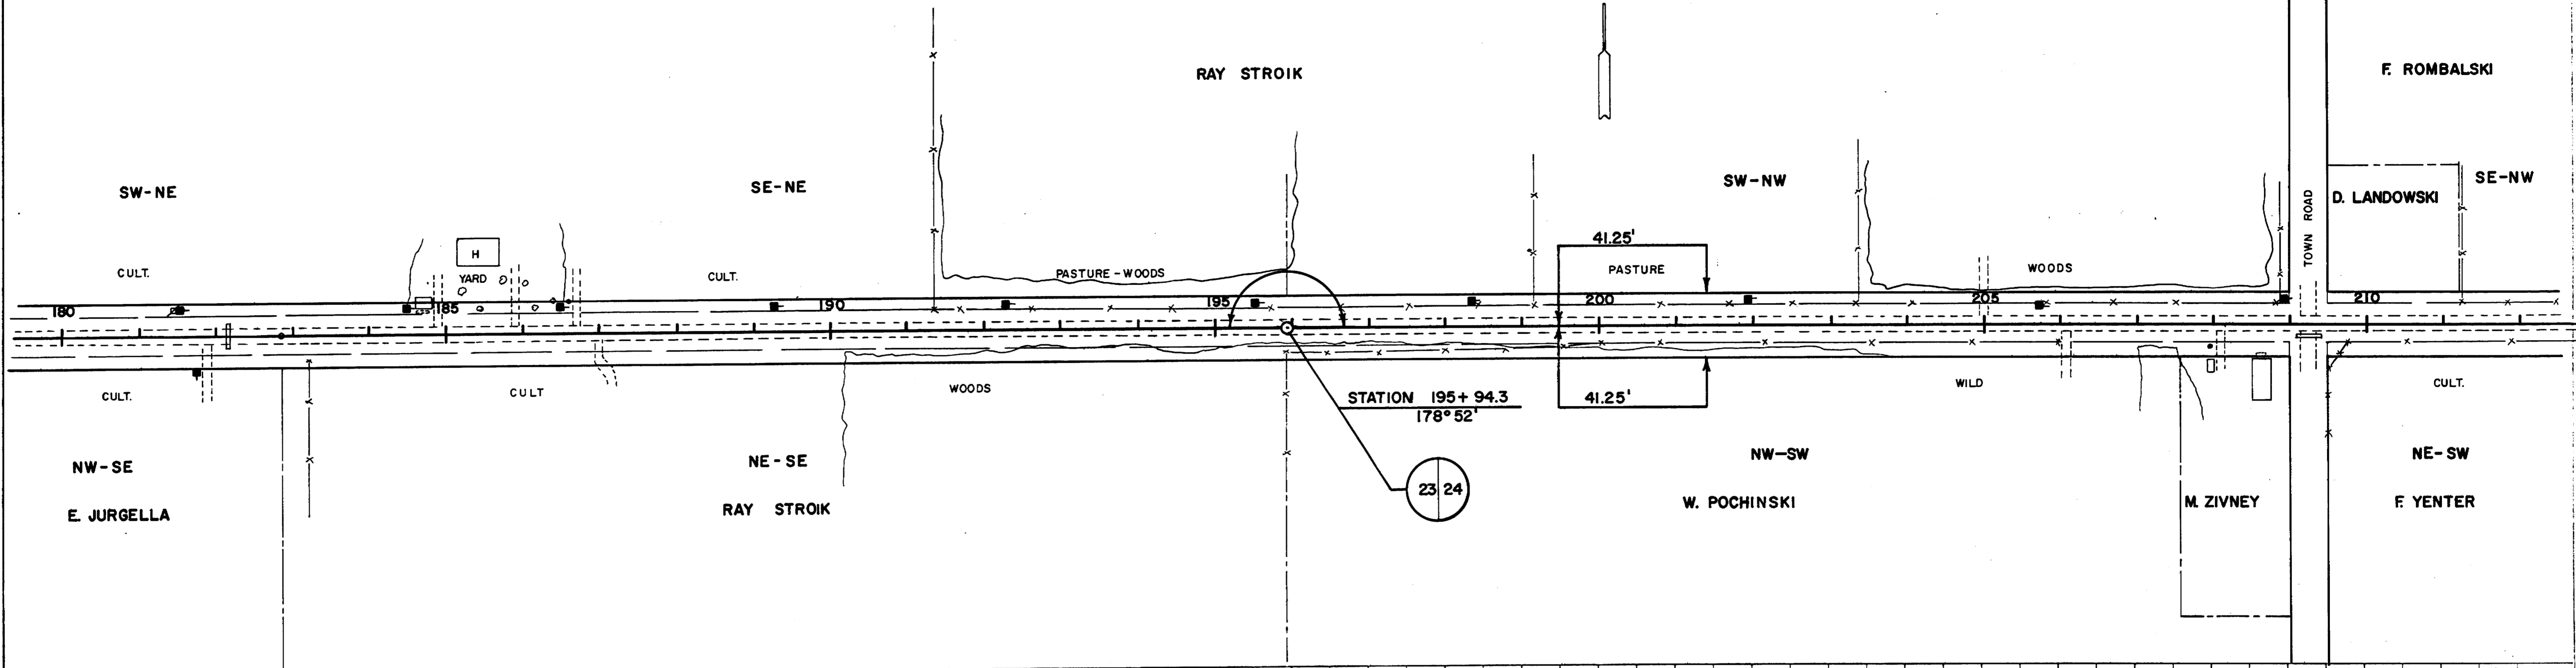 RAY STROIK
F. ROMBALSKI
SW-NE
SE-NE
SW-NW
SE-NW
TOWN ROAD
D. LANDOWSKI
H
YARD
CULT.
CULT.
PASTURE-WOODS
41.25'
PASTURE
WOODS
180
185
190
195
200
205
210
CULT.
CULT
WOODS
STATION 195+94.3
178°52'
41.25'
WILD
CULT.
NW-SE
NE-SE
23 24
NW-SW
NE-SW
E. JURGELLA
RAY STROIK
W. POCHINSKI
M. ZIVNEY
F. YENTER